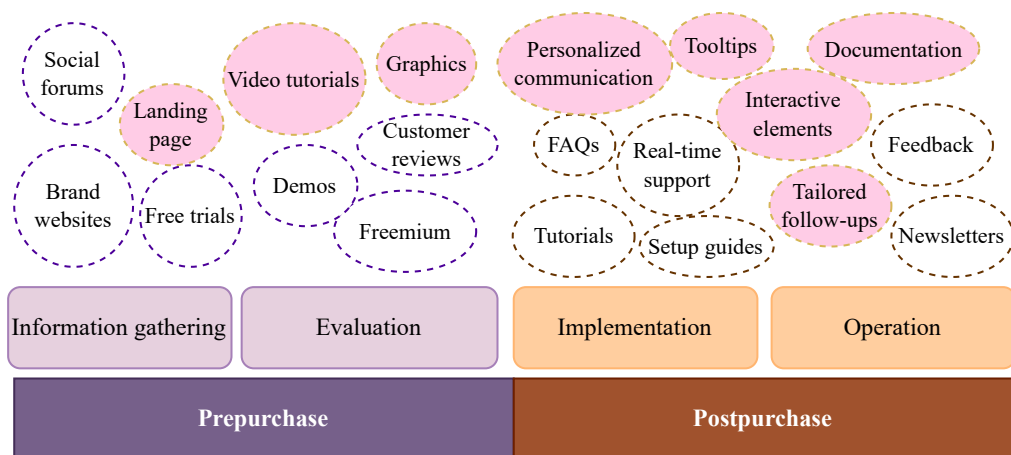 Social
forums
Landing
page
Brand
websites
Free trials
Video tutorials
Graphics
Customer
reviews
Demos
Freemium
Personalized
communication
Tooltips
Documentation
Interactive
elements
FAQs
Real-time
support
Feedback
Tailored
follow-ups
Tutorials
Setup guides
Newsletters
Information gathering
Evaluation
Implementation
Operation
Prepurchase
Postpurchase